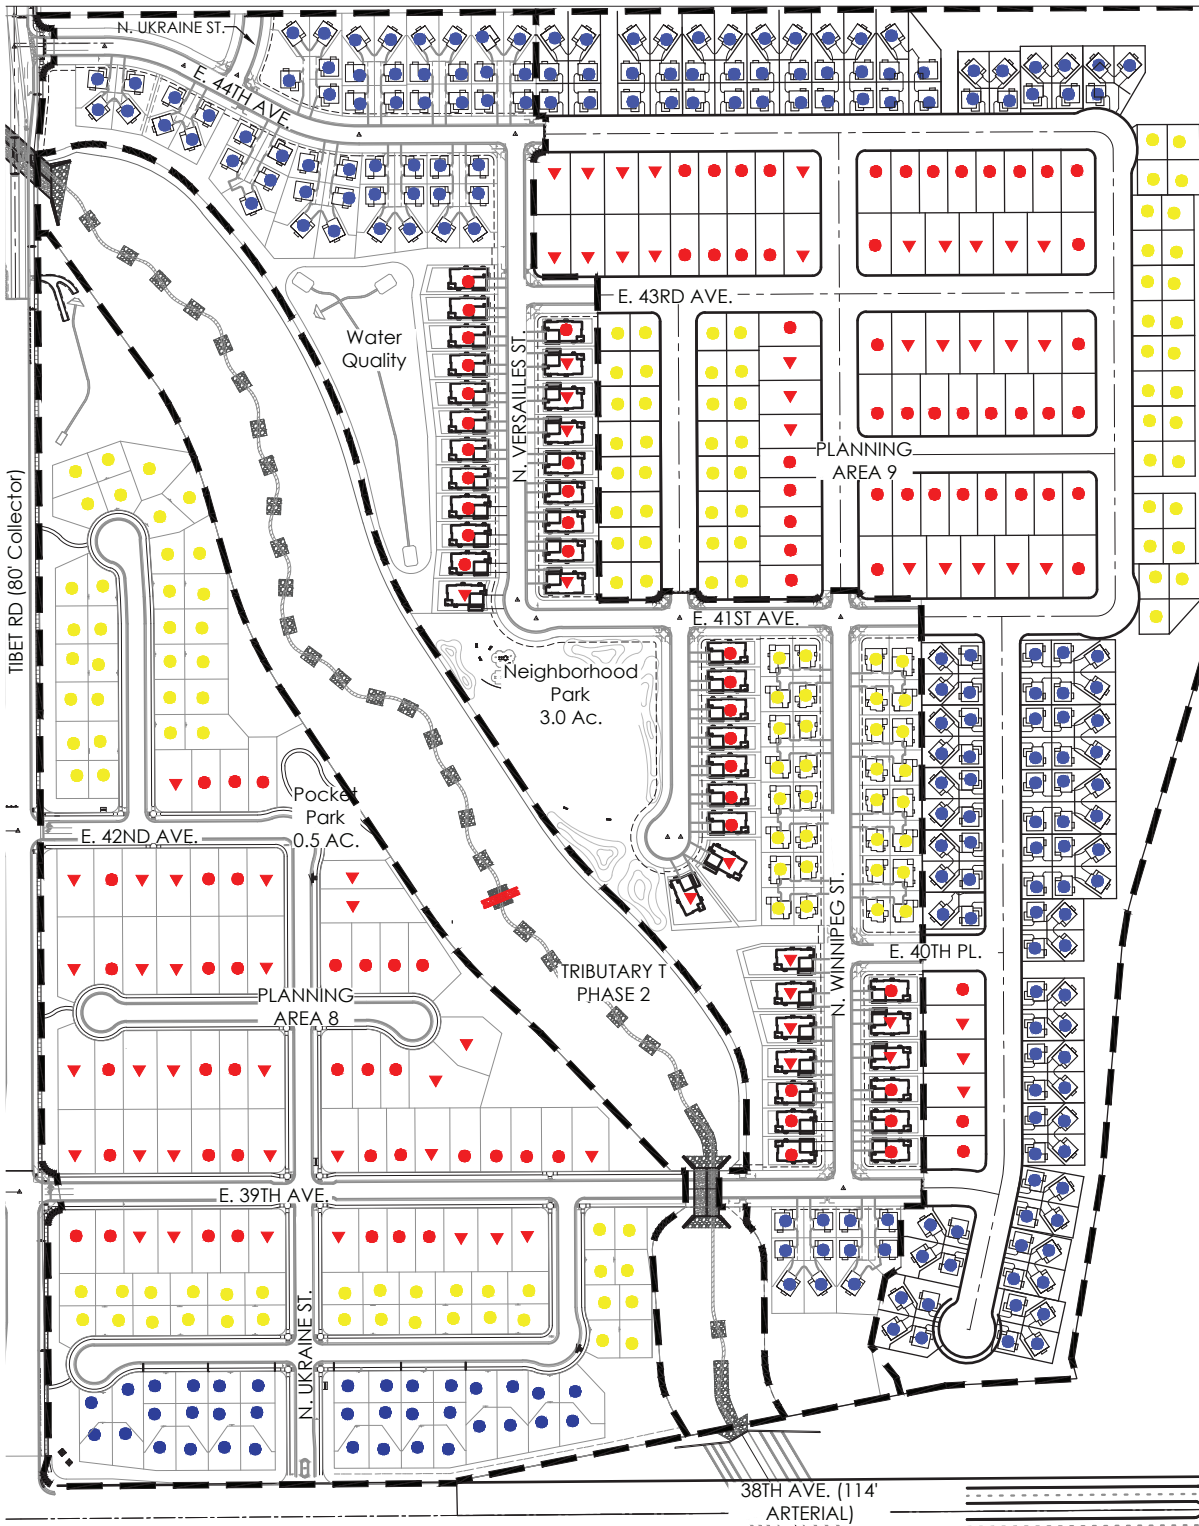 N. UKRAINE ST.
E. 44TH AVE.
E. 43RD AVE.
Water
Quality
N. VERSAILLES ST.
PLANNING
AREA 9
TIBET RD (80' Collector)
E. 41ST AVE.
Neighborhood
Park
3.0 Ac.
Pocket
Park
0.5 AC.
E. 42ND AVE.
N. WINNIPEG ST.
E. 40TH PL.
TRIBUTARY T
PHASE 2
PLANNING
AREA 8
E. 39TH AVE.
N. UKRAINE ST.
38TH AVE. (114'
ARTERIAL)